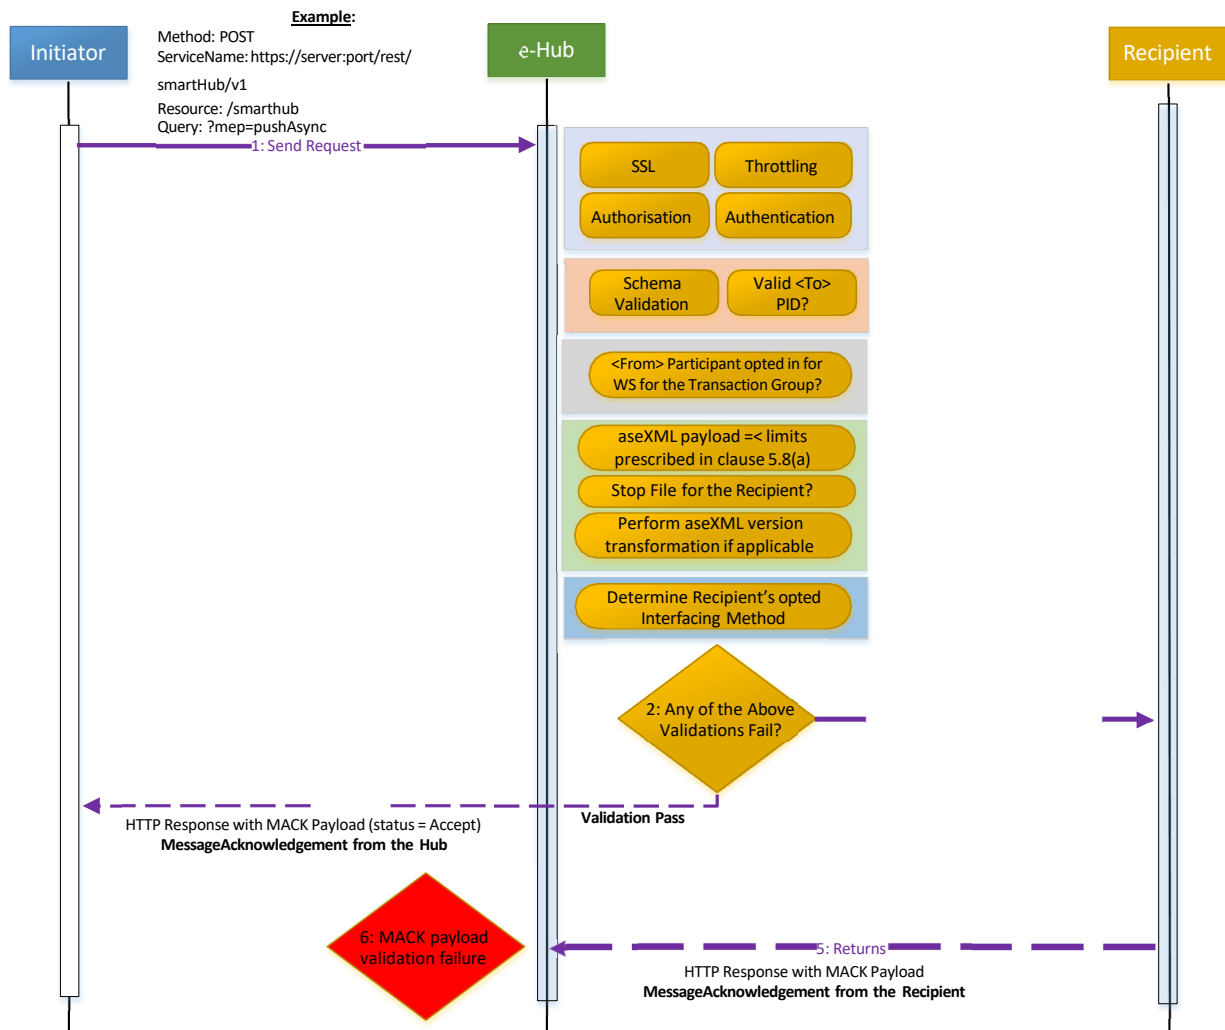 Example:
Initiator
Method: POST
ServiceName: https://server:port/rest/
smartHub/v1
Resource: /smarthub
Query: ?mep=pushAsync
e-Hub
Recipient
1: Send Request
SSL
Throttling
Authorisation
Authentication
Schema
Validation
Valid <To>
PID?
<From> Participant opted in for
WS for the Transaction Group?
aseXML payload =< limits
prescribed in clause 5.8(a)
Stop File for the Recipient?
Perform aseXML version
transformation if applicable
Determine Recipient's opted
Interfacing Method
2: Any of the Above
Validations Fail?
Validation Pass
HTTP Response with MACK Payload (status = Accept)
MessageAcknowledgement from the Hub
6: MACK payload
validation failure
5: Returns
HTTP Response with MACK Payload
MessageAcknowledgement from the Recipient